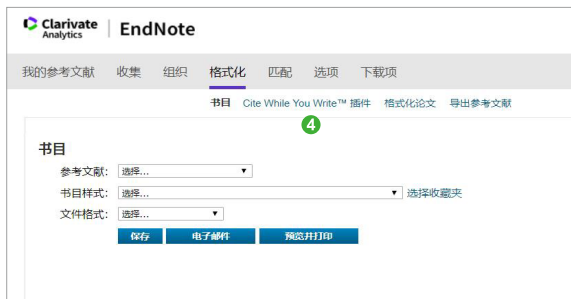 Clarivate
Analytics
EndNote
我的参考文献 收集 组织 格式化 匹配 选项 下载项
书目 Cite While You Write™ 插件 格式化论文 导出参考文献
4
书目
参考文献: 选择...
书目样式: 选择... 选择收藏夹
文件格式: 选择...
保存 电子邮件 预览并打印